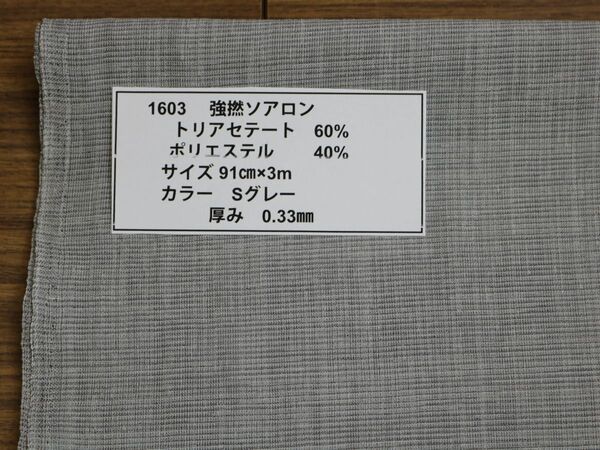 1603　強撚ソアロン
トリアセテート　60%
ポリエステル　40%
サイズ 91㎝×3m
カラー　Sグレー
厚み　0.33㎜